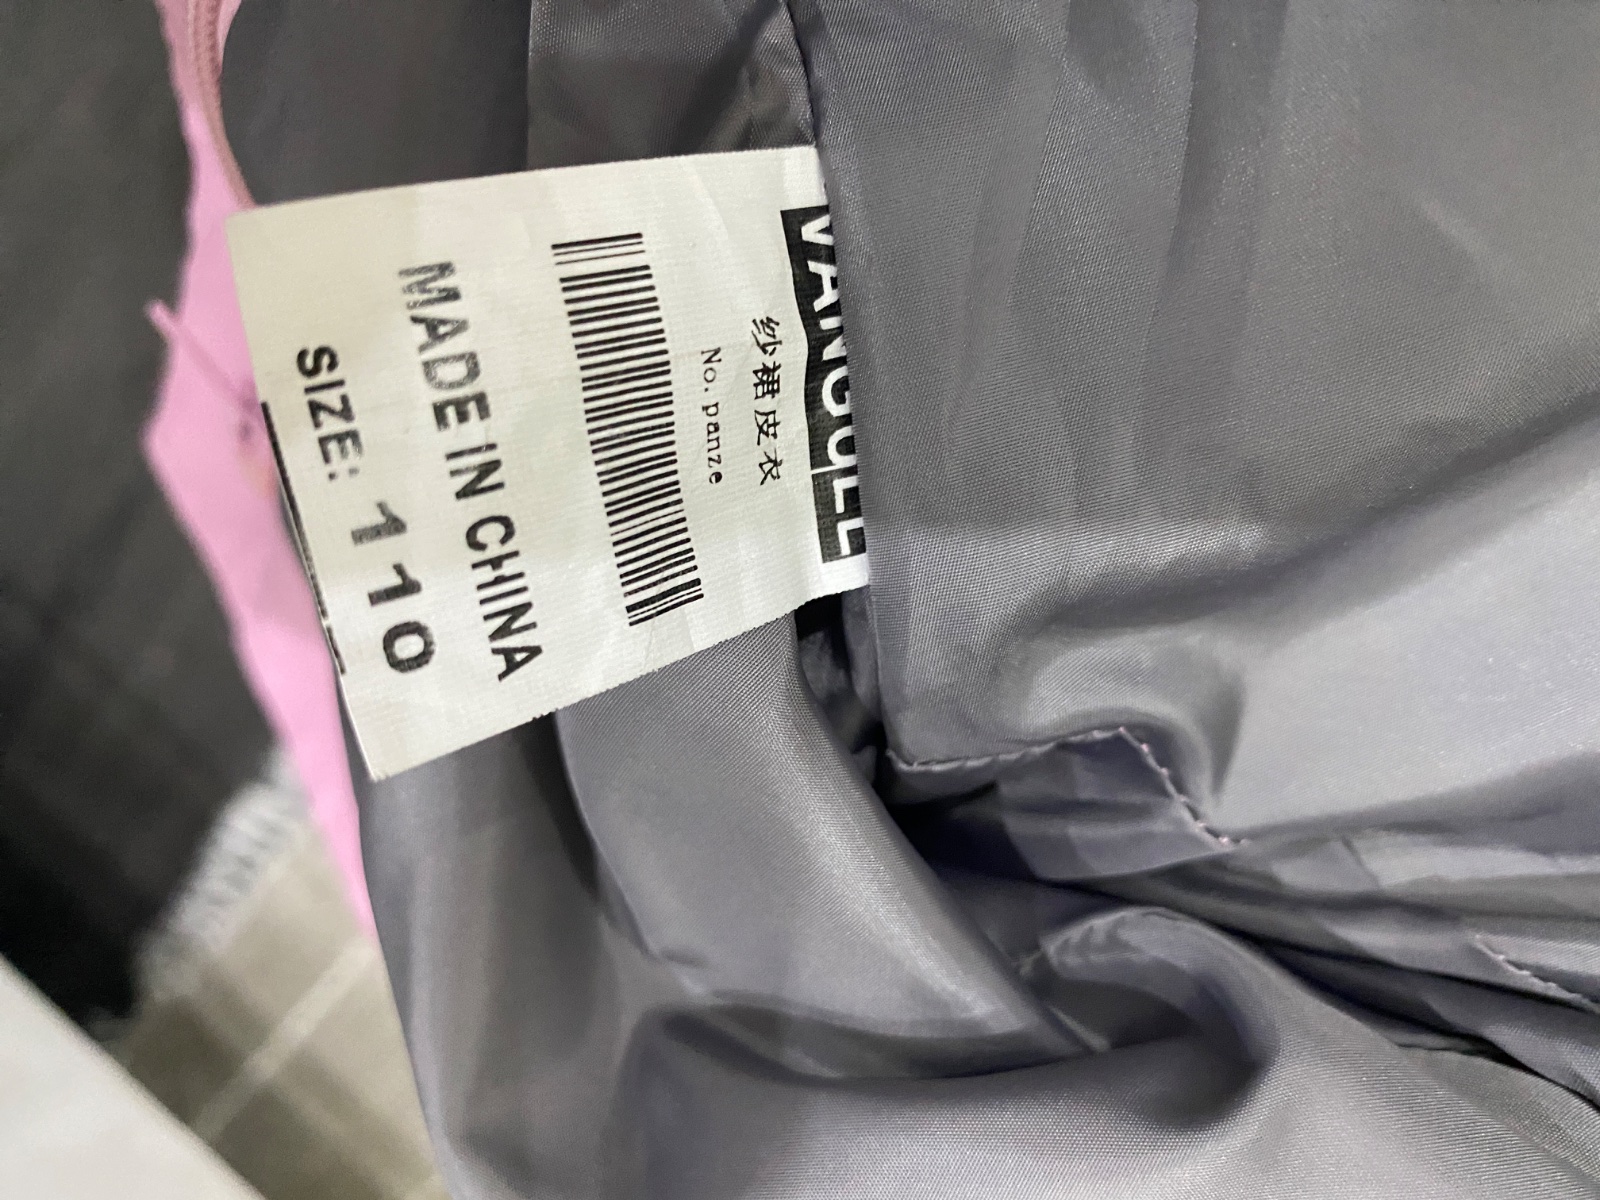 VANGULL
纱裙皮衣
No. panze
MADE IN CHINA
SIZE: 110